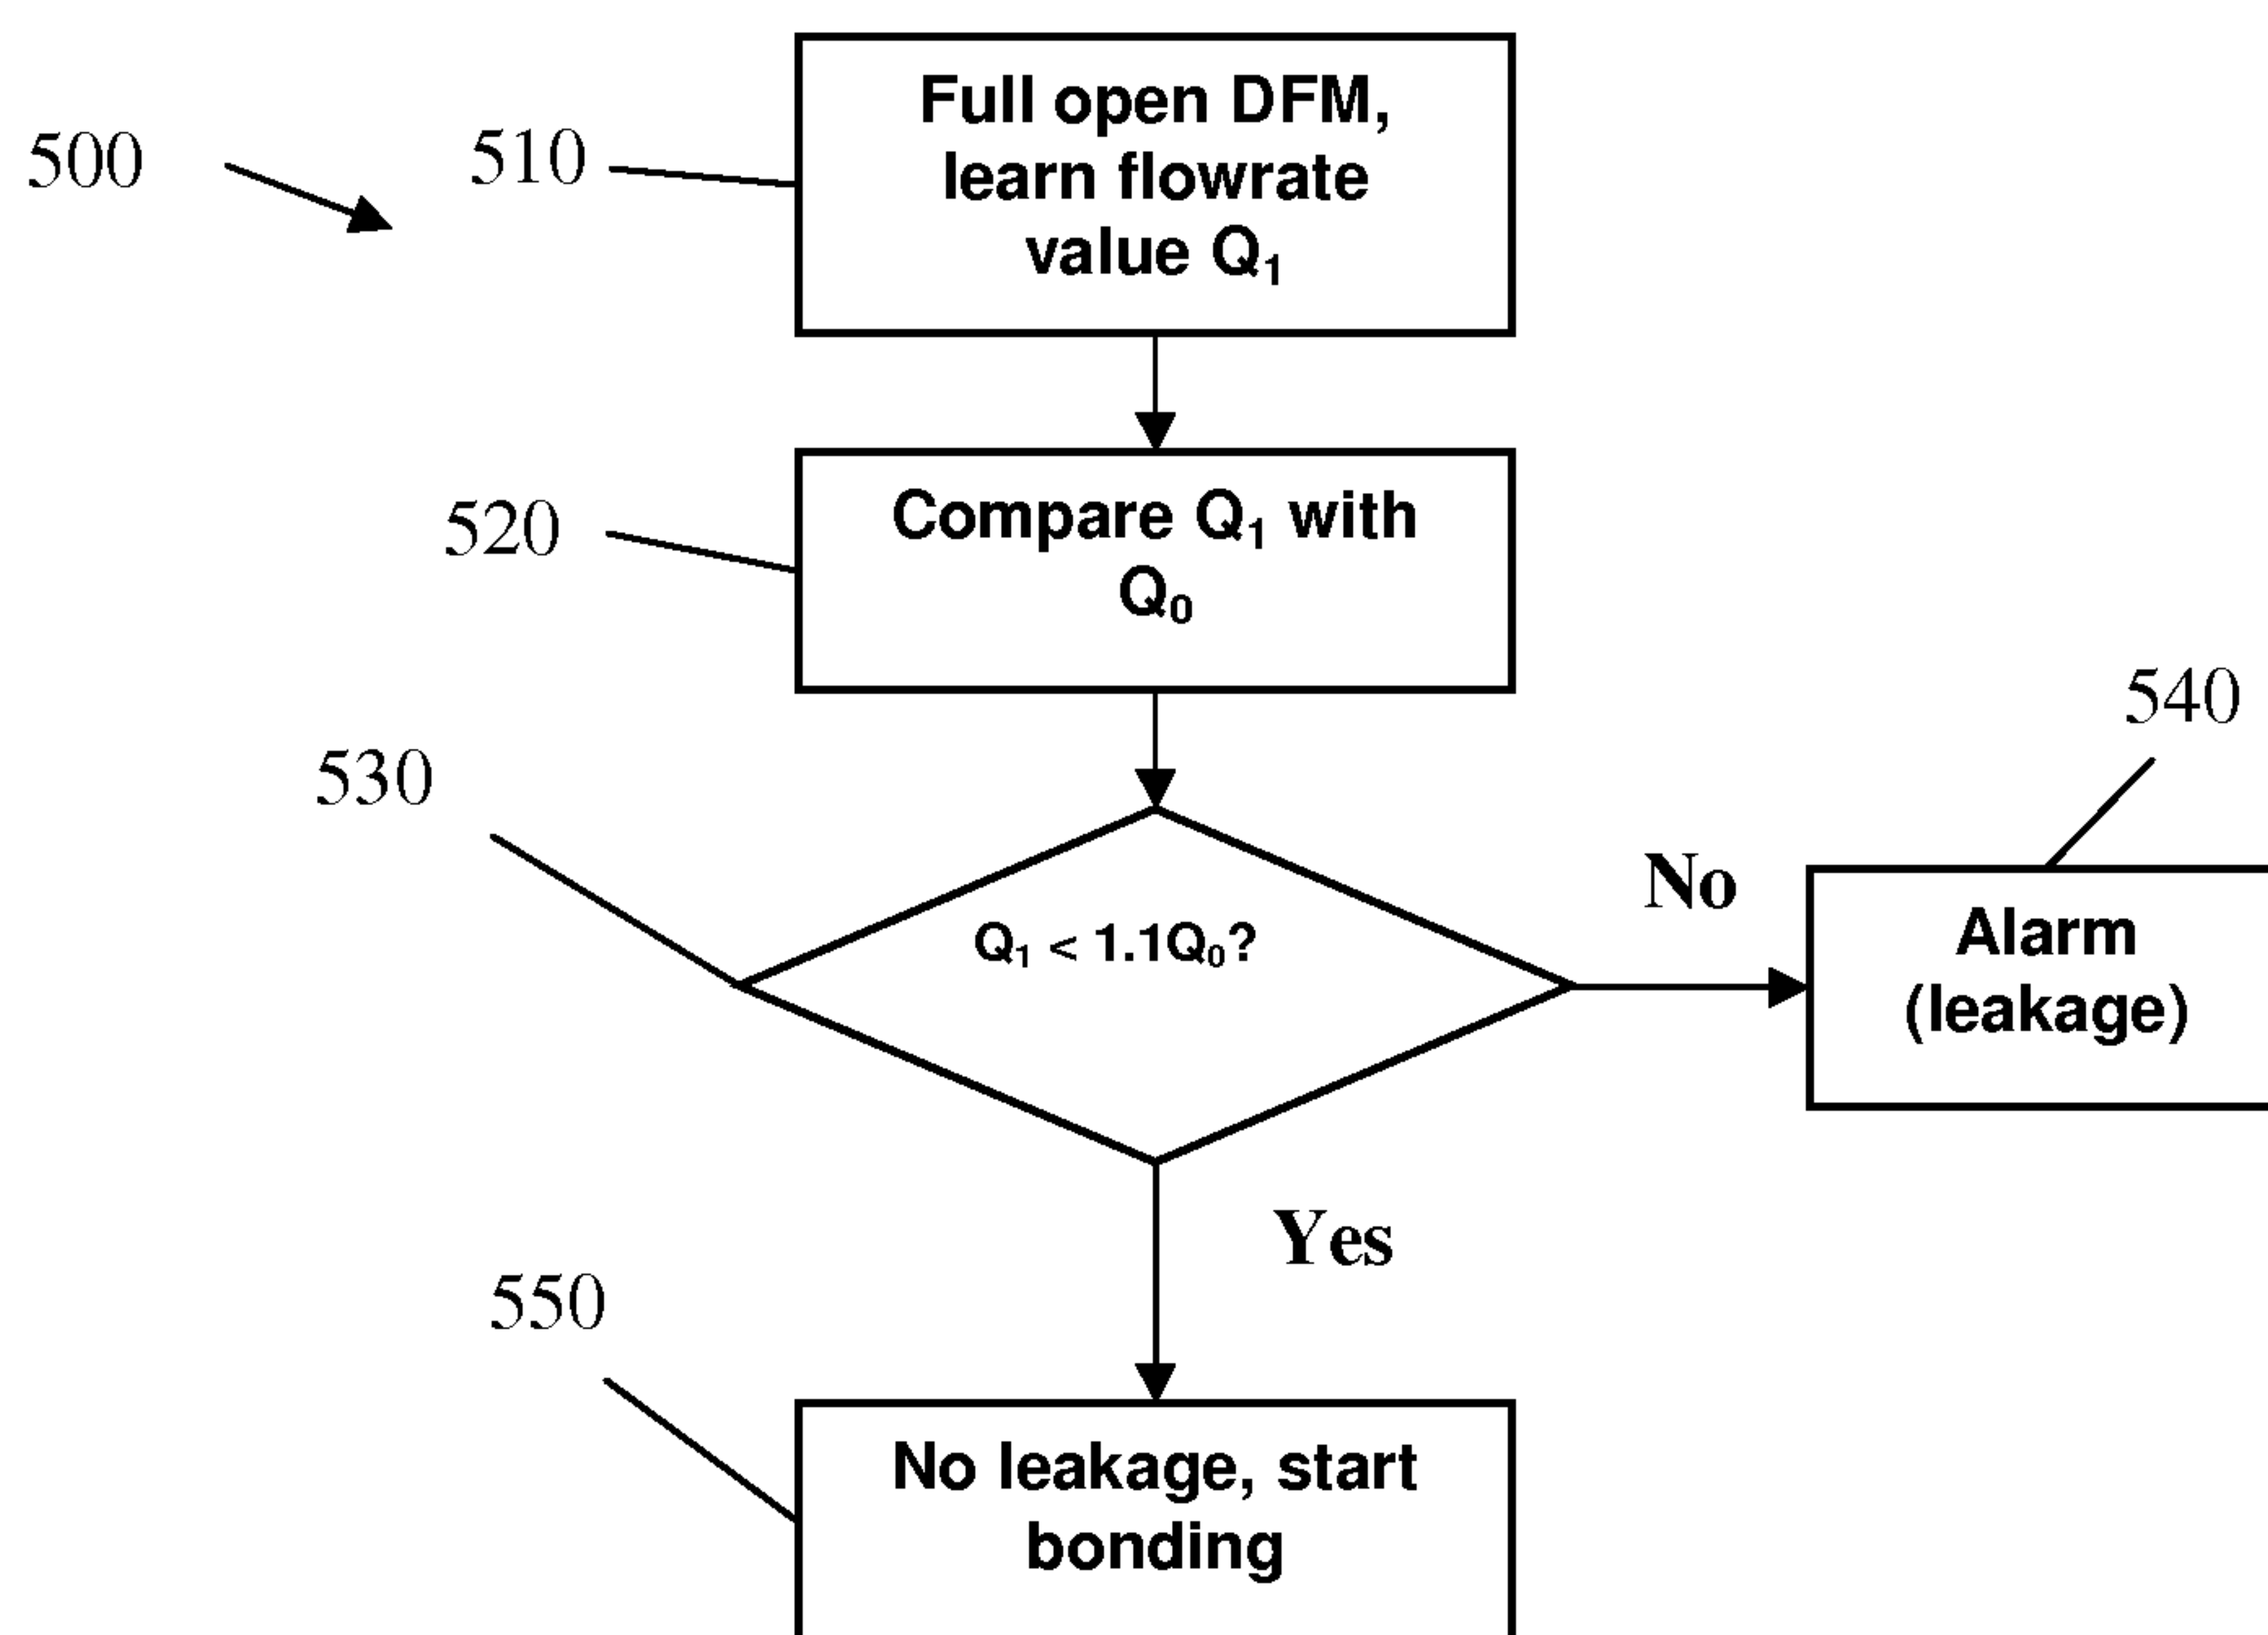 500
510
Full open DFM,
learn flowrate
value Q₁
520
Compare Q₁ with
Q₀
530
540
Q₁ < 1.1Q₀?
No
Alarm
(leakage)
Yes
550
No leakage, start
bonding